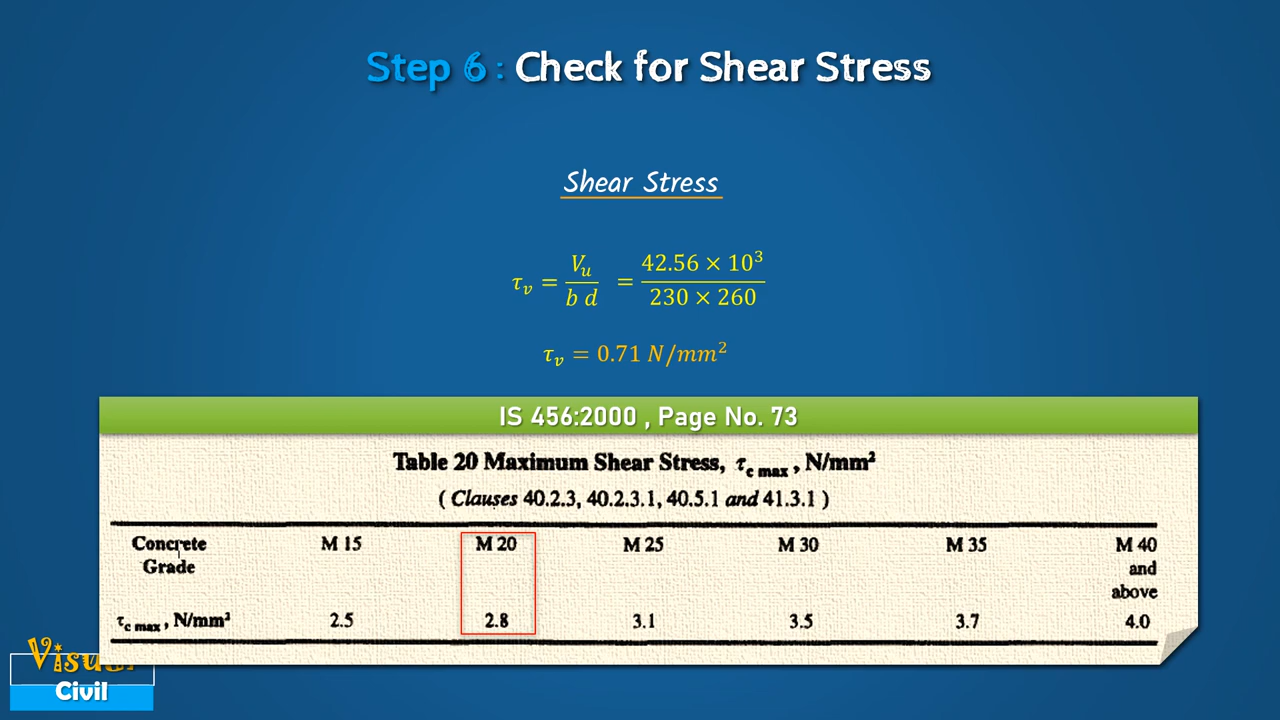 Step 6 : Check for Shear Stress
Shear Stress
τᵥ = Vᵤ / b d = 42.56 × 10³ / 230 × 260
τᵥ = 0.71 N/mm²
IS 456:2000 , Page No. 73
Table 20 Maximum Shear Stress, τc max , N/mm²
( Clauses 40.2.3, 40.2.3.1, 40.5.1 and 41.3.1 )
Concrete Grade M 15 M 20 M 25 M 30 M 35 M 40 and above
τc max , N/mm² 2.5 2.8 3.1 3.5 3.7 4.0
Visual
Civil